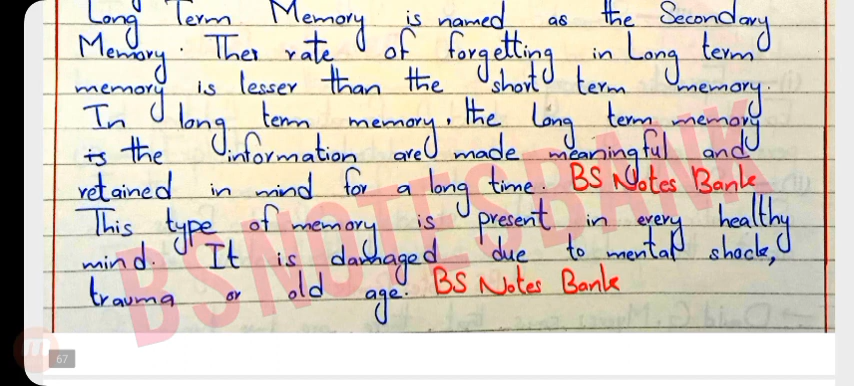 Long Term Memory is named as the Secondary
Memory. Ther rate of forgetting in Long term
memory is lesser than the short term memory.
In long term memory, the long term memory
is the information are made meaningful and
retained in mind for a long time. BS Notes Bank
This type of memory is present in every healthy
mind. It is damaged due to mental shock,
trauma or old age. BS Notes Bank
BSNOTESBANK
67